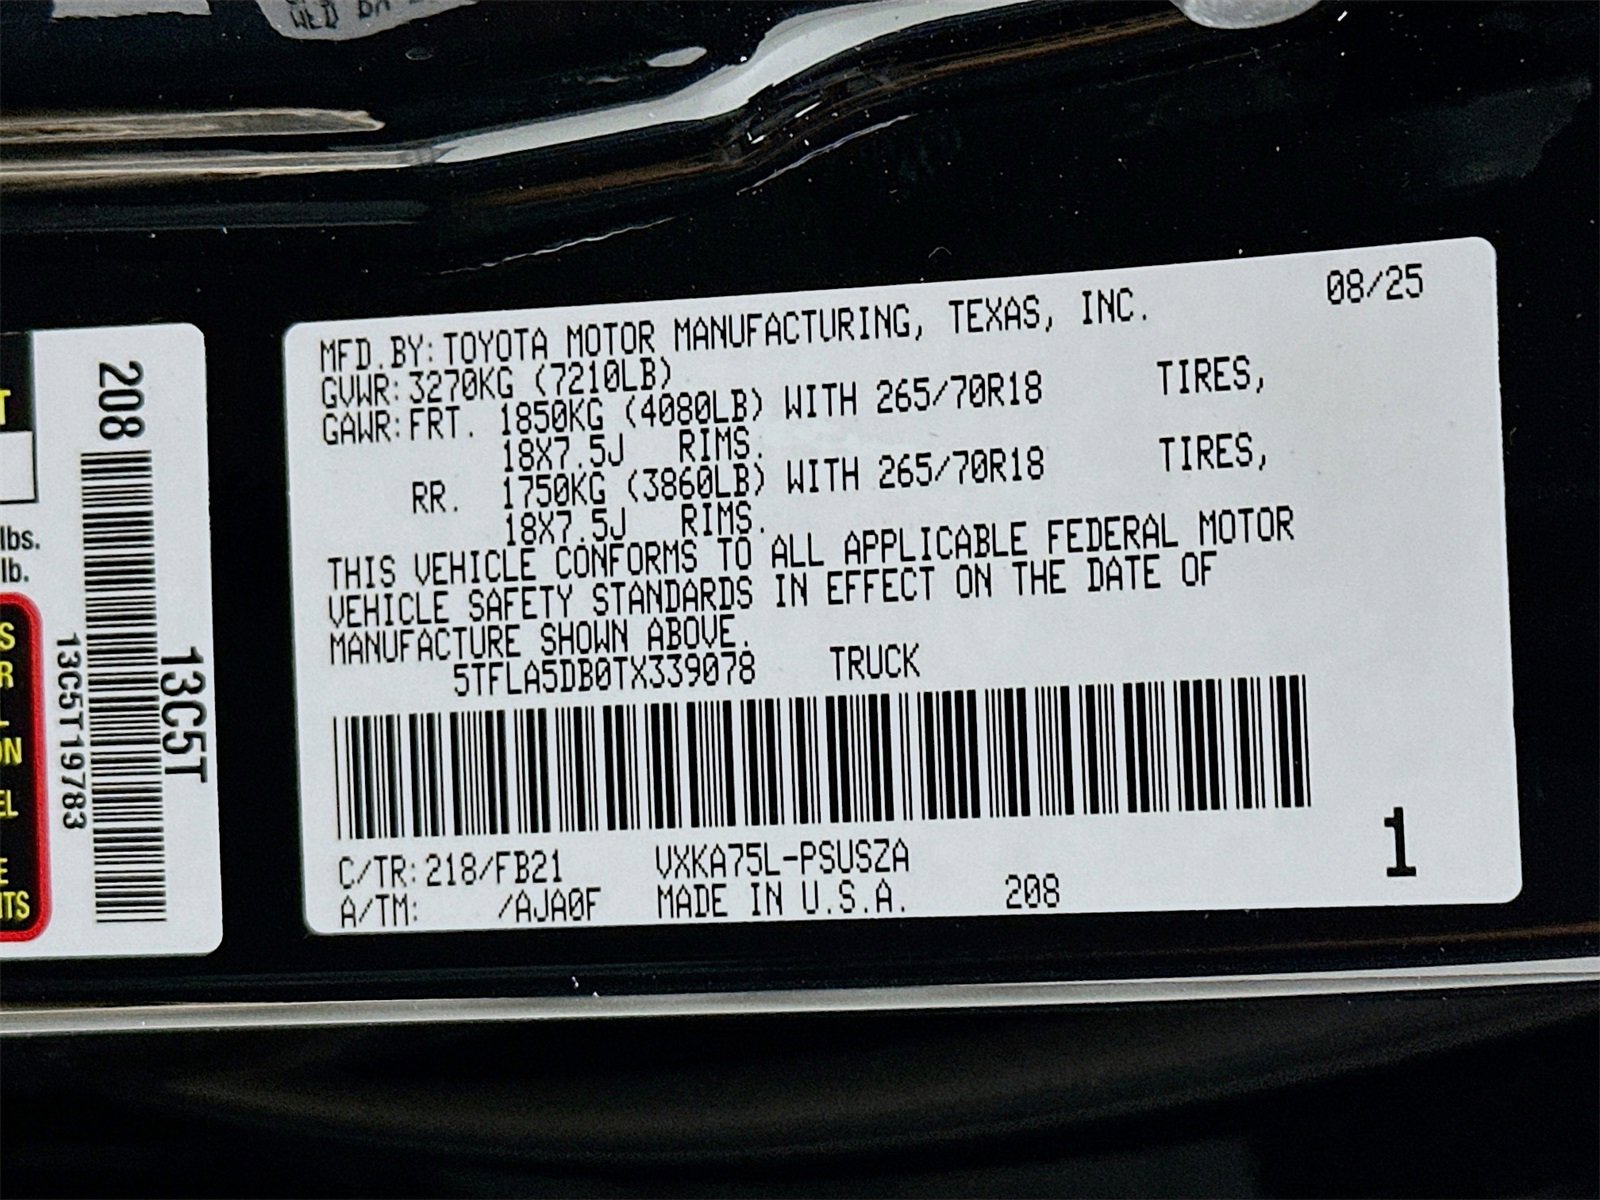 MFD.BY:TOYOTA MOTOR MANUFACTURING, TEXAS, INC. 08/25
GVWR:3270KG (7210LB)
GAWR:FRT. 1850KG (4080LB) WITH 265/70R18 TIRES,
18X7.5J RIMS.
RR. 1750KG (3860LB) WITH 265/70R18 TIRES,
18X7.5J RIMS.
THIS VEHICLE CONFORMS TO ALL APPLICABLE FEDERAL MOTOR
VEHICLE SAFETY STANDARDS IN EFFECT ON THE DATE OF
MANUFACTURE SHOWN ABOVE.
5TFLA5DB0TX339078 TRUCK
C/TR:218/FB21 VXKA75L-PSUSZA
A/TM: /AJA0F MADE IN U.S.A. 208
1
208
13C5T
13C5T19783
lbs.
lb.